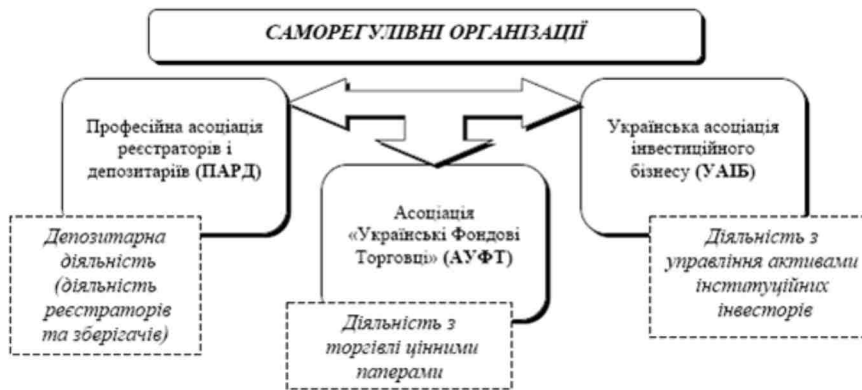 САМОРЕГУЛІВНІ ОРГАНІЗАЦІЇ
Професійна асоціація
реєстраторів і
депозитаріїв (ПАРД)
Депозитарна
діяльність
(діяльність
реєстраторів
та зберігачів)
Асоціація
«Українські Фондові
Торговці» (АУФТ)
Діяльність з
торгівлі цінними
паперами
Українська асоціація
інвестиційного
бізнесу (УАІБ)
Діяльність з
управління активами
інституційних
інвесторів